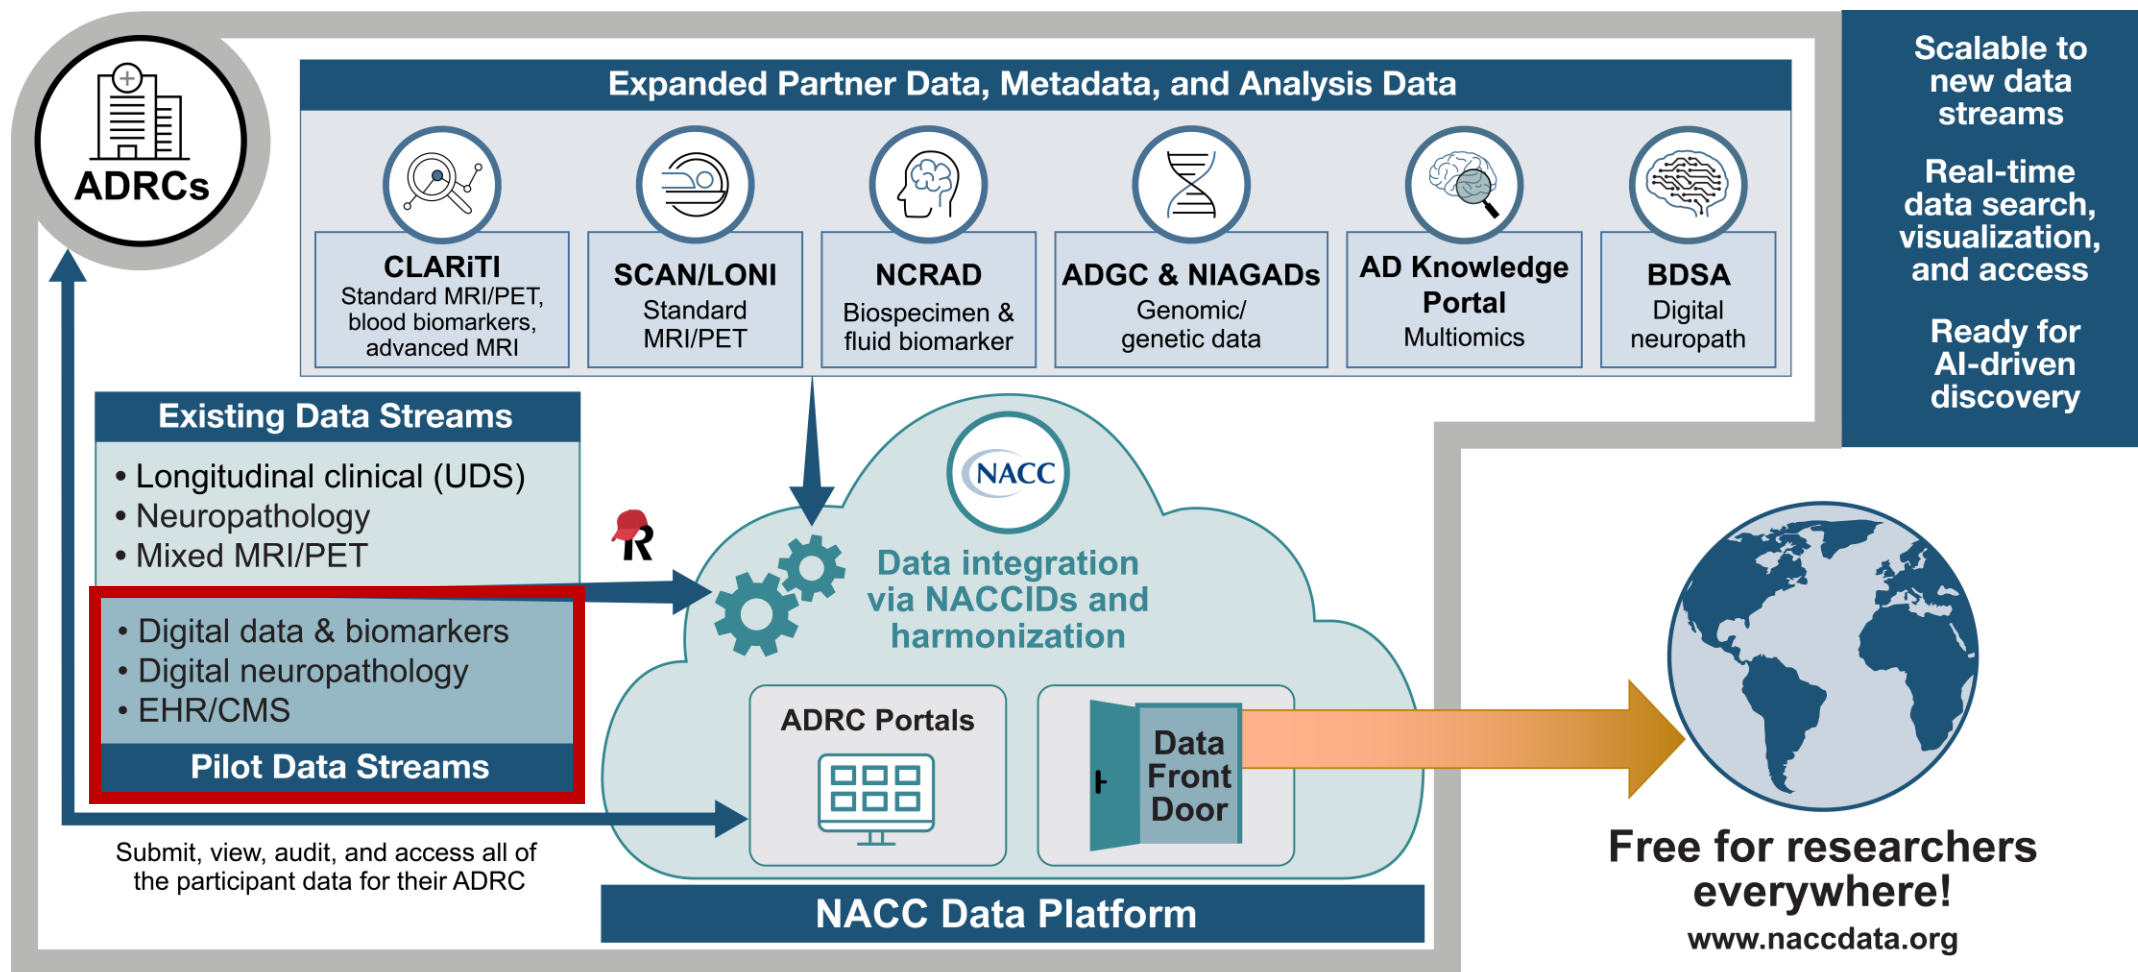 ADRCs
Expanded Partner Data, Metadata, and Analysis Data
CLARiTI
Standard MRI/PET,
blood biomarkers,
advanced MRI
SCAN/LONI
Standard
MRI/PET
NCRAD
Biospecimen &
fluid biomarker
ADGC & NIAGADs
Genomic/
genetic data
AD Knowledge
Portal
Multiomics
BDSA
Digital
neuropath
Scalable to
new data
streams
Real-time
data search,
visualization,
and access
Ready for
AI-driven
discovery
Existing Data Streams
• Longitudinal clinical (UDS)
• Neuropathology
• Mixed MRI/PET
• Digital data & biomarkers
• Digital neuropathology
• EHR/CMS
Pilot Data Streams
Submit, view, audit, and access all of
the participant data for their ADRC
R
NACC
Data integration
via NACCIDs and
harmonization
ADRC Portals
Data
Front
Door
NACC Data Platform
Free for researchers
everywhere!
www.naccdata.org